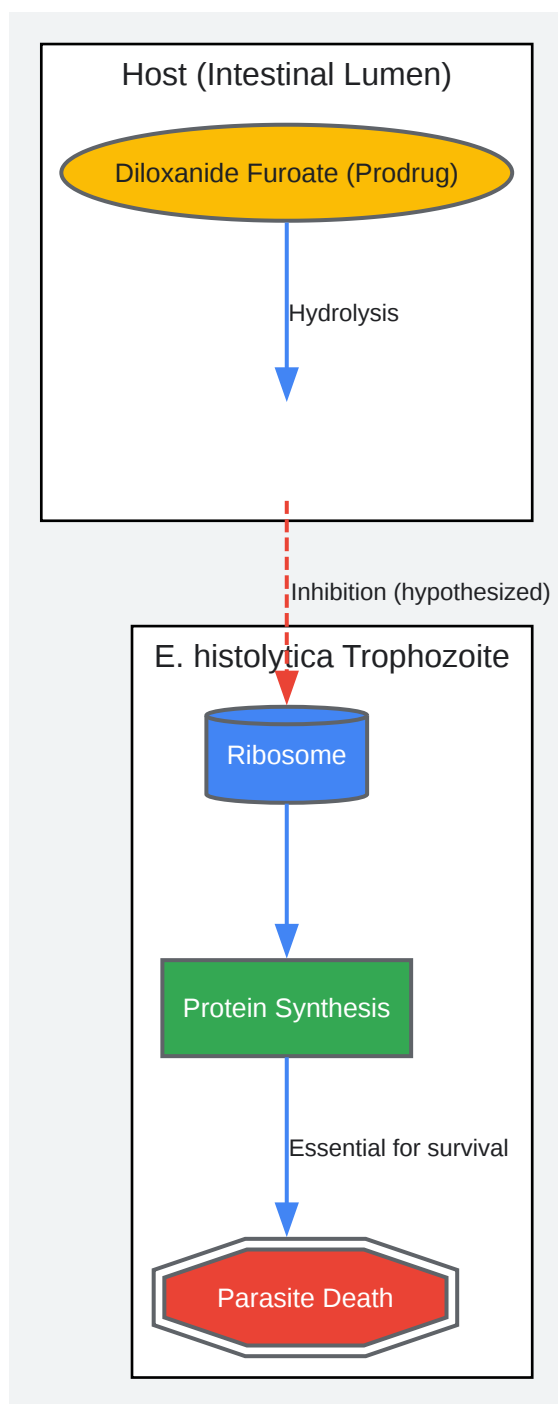 Host (Intestinal Lumen)
Diloxanide Furoate (Prodrug)
Hydrolysis
Inhibition (hypothesized)
E. histolytica Trophozoite
Ribosome
Protein Synthesis
Essential for survival
Parasite Death